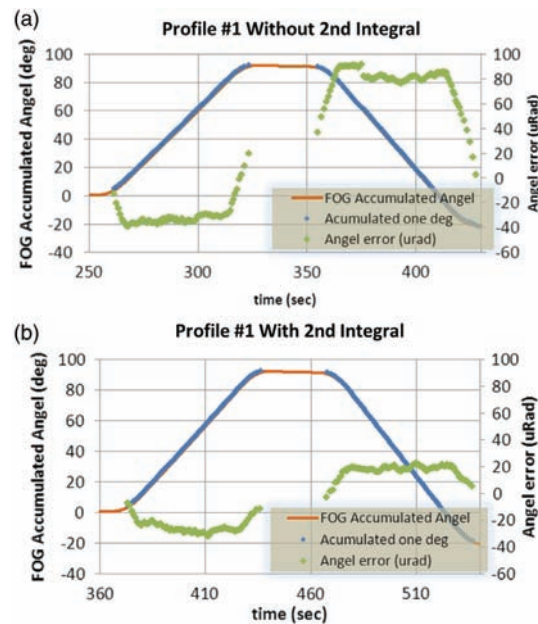 (a)
Profile #1 Without 2nd Integral
FOG Accumulated Angel (deg)
100
80
60
40
20
0
-20
-40
100
80
60
40
20
0
-20
-40
-60
Angel error (uRad)
FOG Accumulated Angel
Acumulated one deg
Angel error (urad)
250 300 350 400
time (sec)
(b)
Profile #1 With 2nd Integral
FOG Accumulated Angel (deg)
100
80
60
40
20
0
-20
-40
100
80
60
40
20
0
-20
-40
-60
Angel error (uRad)
FOG Accumulated Angel
Acumulated one deg
Angel error (urad)
360 410 460 510
time (sec)